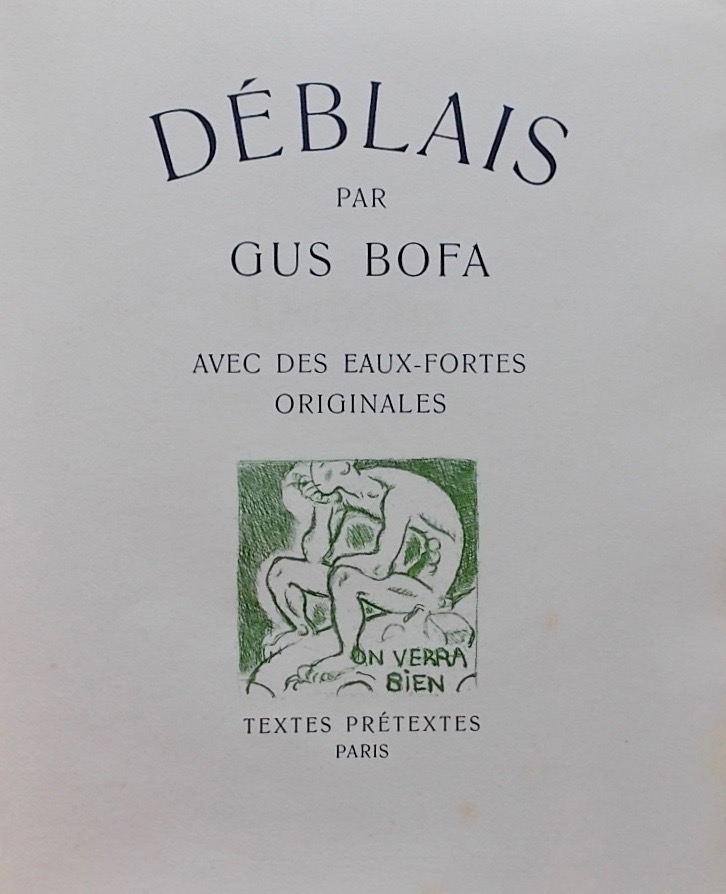 DÉBLAIS
PAR
GUS BOFA
AVEC DES EAUX-FORTES
ORIGINALES
ON VERRA
BIEN
TEXTES PRÉTEXTES
PARIS